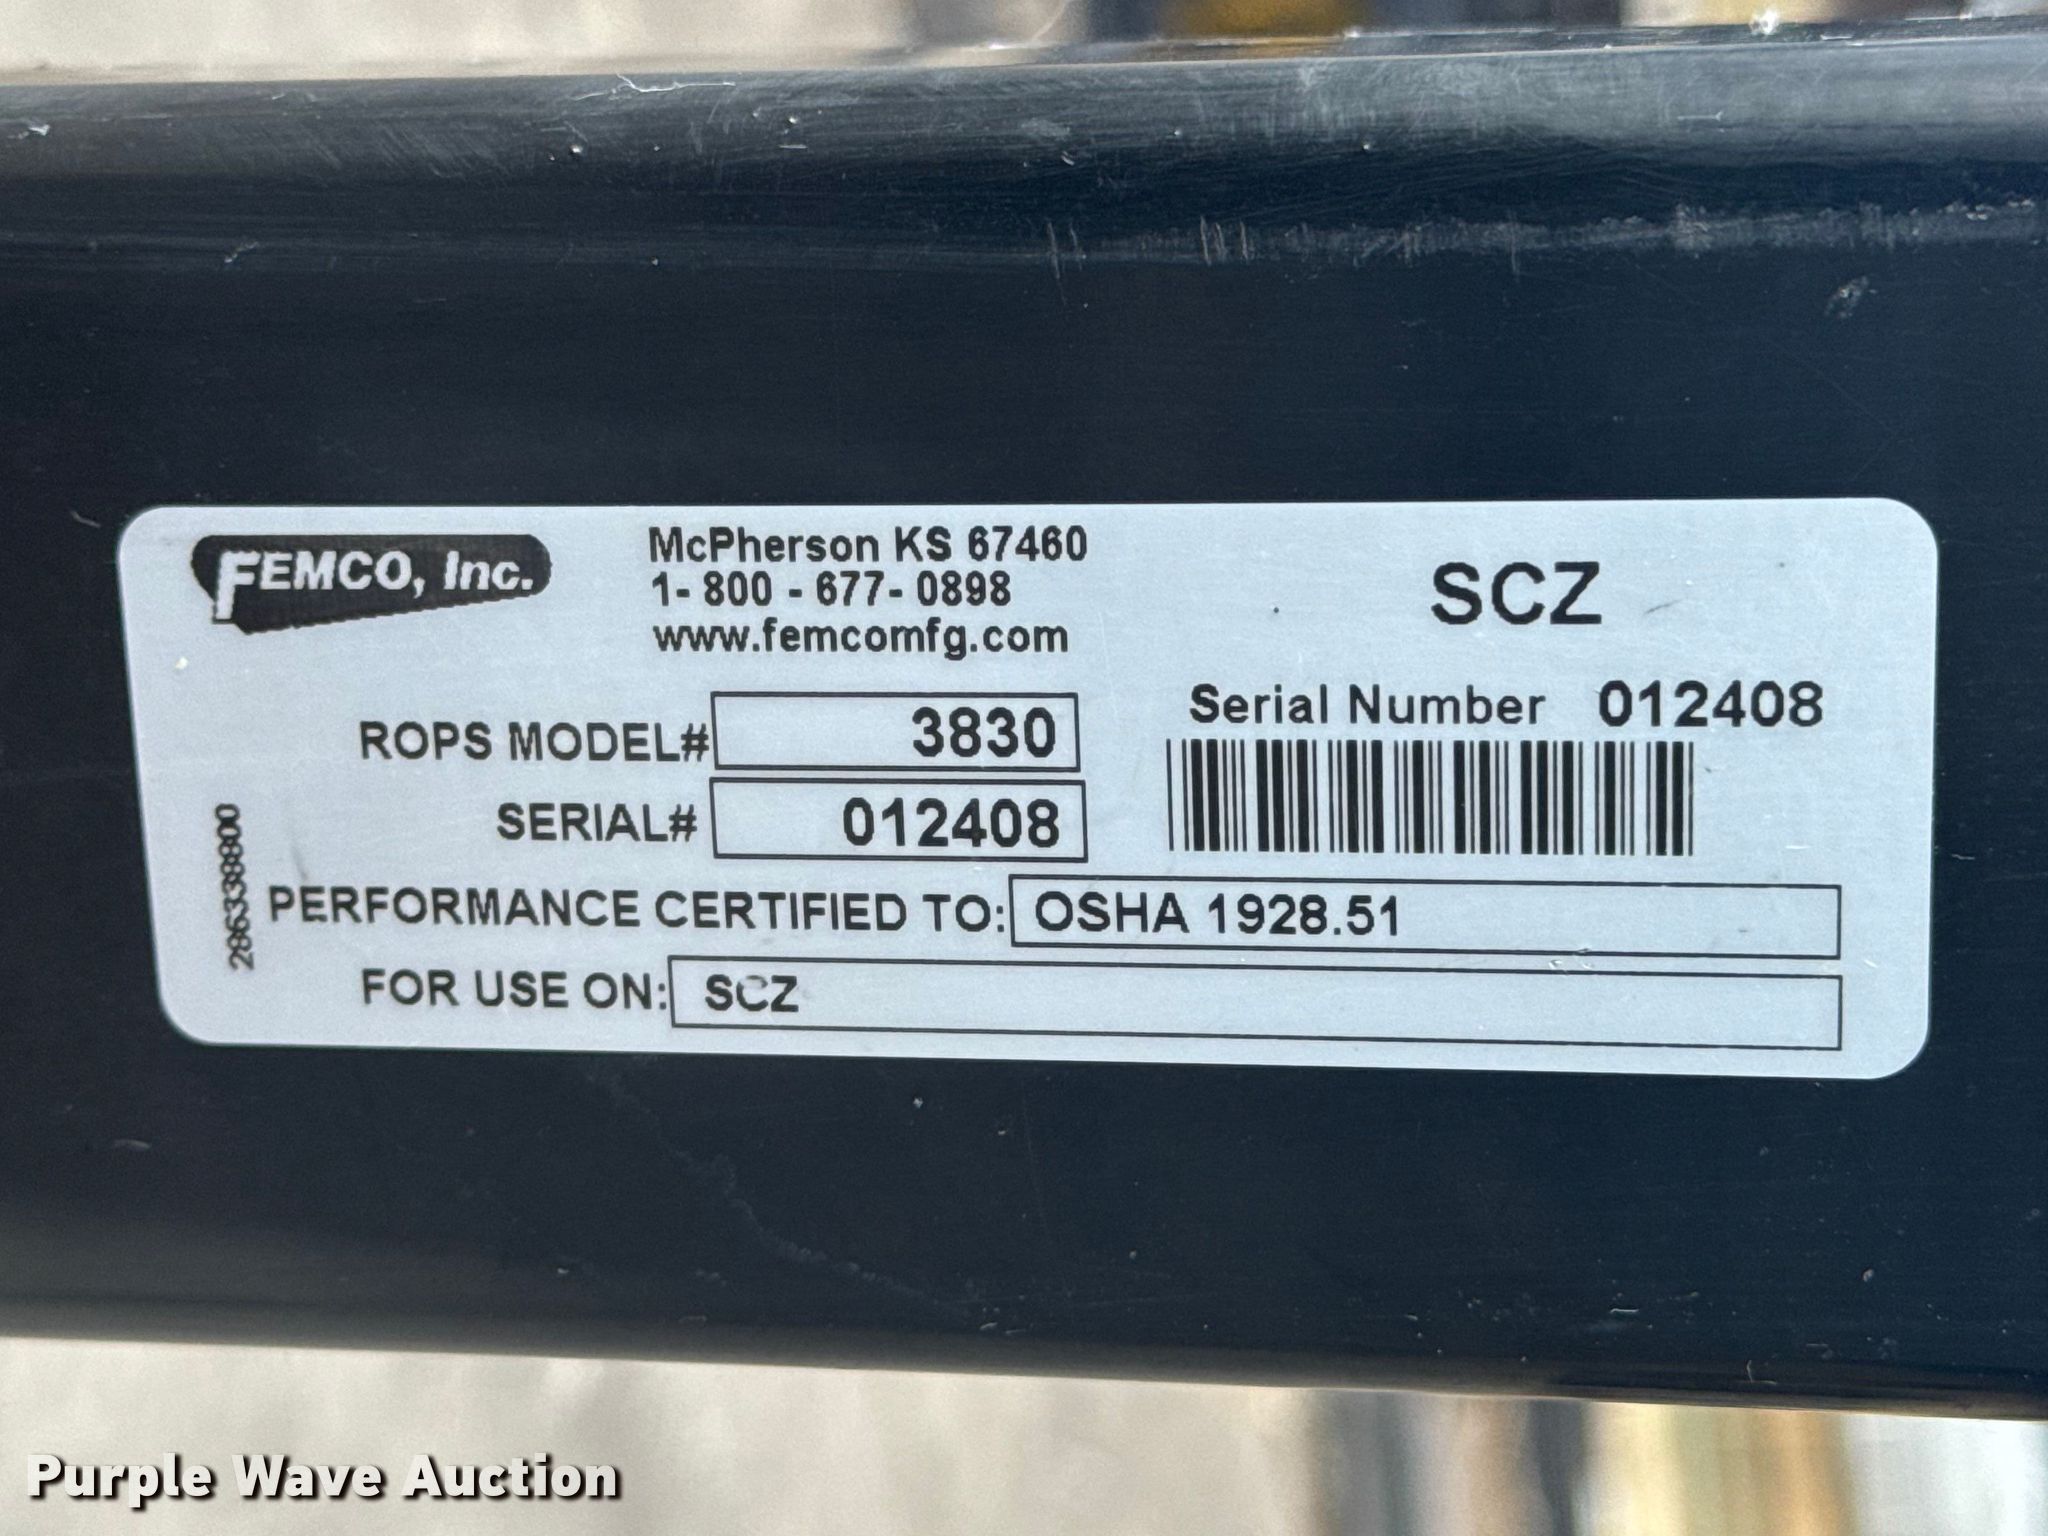 FEMCO, Inc.
McPherson KS 67460
1- 800 - 677- 0898
www.femcomfg.com
SCZ
ROPS MODEL# 3830
SERIAL# 012408
Serial Number 012408
2863338800
PERFORMANCE CERTIFIED TO: OSHA 1928.51
FOR USE ON: SCZ
Purple Wave Auction